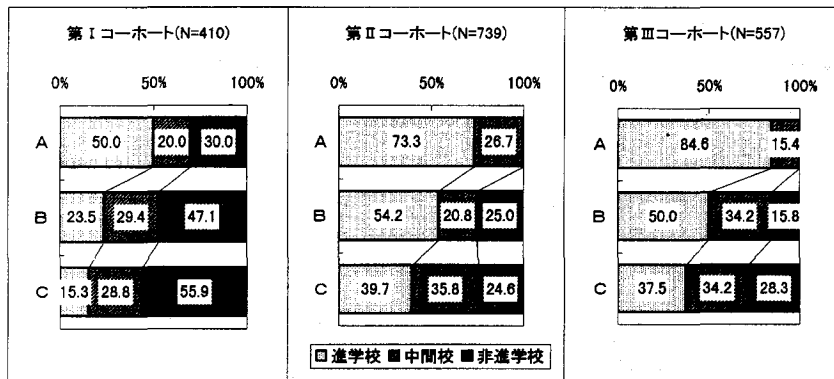 第Ⅰコーホート(N=410)
0% 50% 100%
A 50.0 20.0 30.0
B 23.5 29.4 47.1
C 15.3 28.8 55.9
第Ⅱコーホート(N=739)
0% 50% 100%
A 73.3 26.7
B 54.2 20.8 25.0
C 39.7 35.8 24.6
進学校 中間校 非進学校
第Ⅲコーホート(N=557)
0% 50% 100%
A 84.6 15.4
B 50.0 34.2 15.8
C 37.5 34.2 28.3